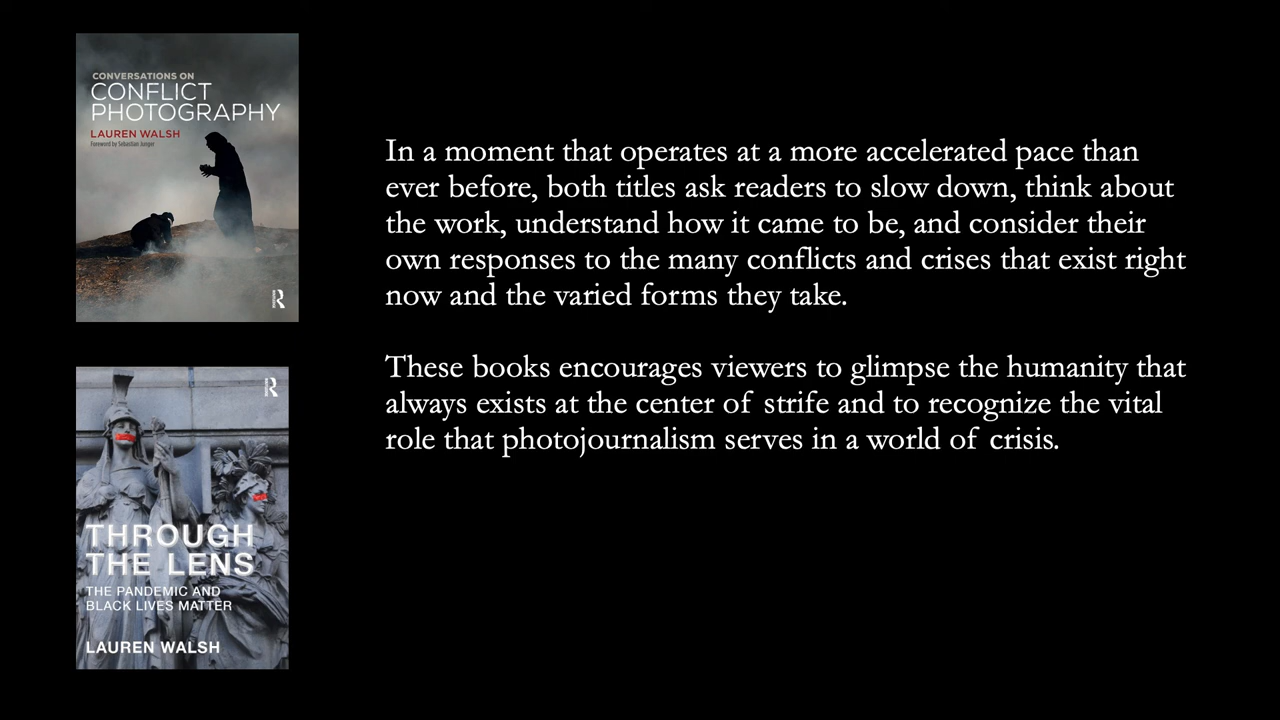 CONVERSATIONS ON
CONFLICT
PHOTOGRAPHY
LAUREN WALSH
Foreword by Sebastian Junger
R
In a moment that operates at a more accelerated pace than
ever before, both titles ask readers to slow down, think about
the work, understand how it came to be, and consider their
own responses to the many conflicts and crises that exist right
now and the varied forms they take.
These books encourages viewers to glimpse the humanity that
always exists at the center of strife and to recognize the vital
role that photojournalism serves in a world of crisis.
R
THROUGH
THE LENS
THE PANDEMIC AND
BLACK LIVES MATTER
LAUREN WALSH